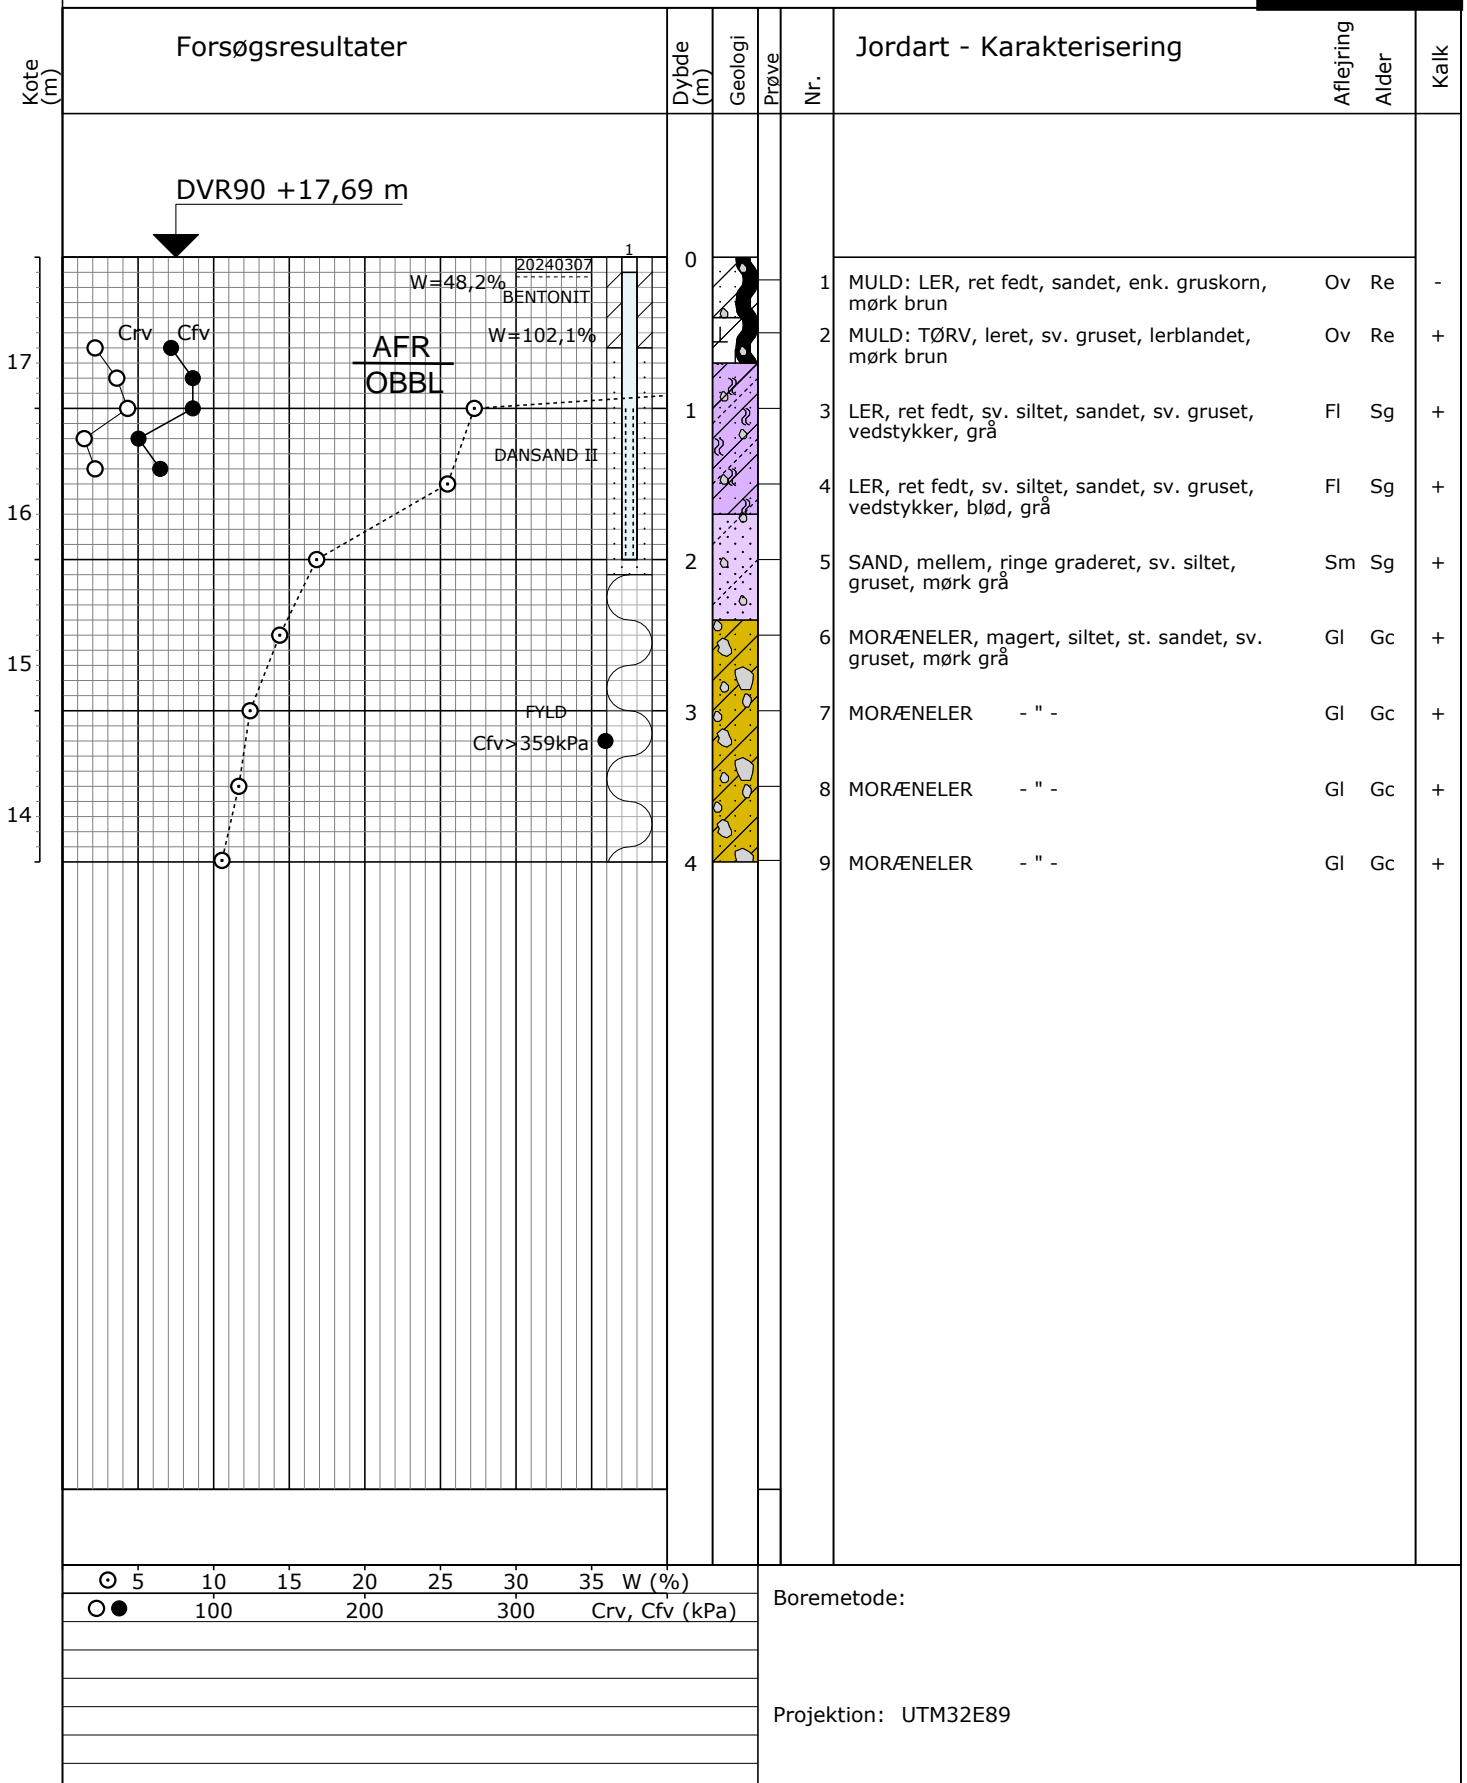 Kote (m)
Forsøgsresultater
Dybde (m)
Geologi
Prøve
Nr.
Jordart - Karakterisering
Aflejring
Alder
Kalk
DVR90 +17,69 m
1
20240307
W=48,2%
BENTONIT
W=102,1%
Crv Cfv
AFR
OBBL
DANSAND II
FYLD
Cfv>359kPa
17
16
15
14
0
1
2
3
4
1 MULD: LER, ret fedt, sandet, enk. gruskorn, Ov Re -
mørk brun
2 MULD: TØRV, leret, sv. gruset, lerblandet, Ov Re +
mørk brun
3 LER, ret fedt, sv. siltet, sandet, sv. gruset, Fl Sg +
vedstykker, grå
4 LER, ret fedt, sv. siltet, sandet, sv. gruset, Fl Sg +
vedstykker, blød, grå
5 SAND, mellem, ringe graderet, sv. siltet, Sm Sg +
gruset, mørk grå
6 MORÆNELER, magert, siltet, st. sandet, sv. Gl Gc +
gruset, mørk grå
7 MORÆNELER - " - Gl Gc +
8 MORÆNELER - " - Gl Gc +
9 MORÆNELER - " - Gl Gc +
5 10 15 20 25 30 35 W (%)
100 200 300 Crv, Cfv (kPa)
Boremetode:
Projektion: UTM32E89